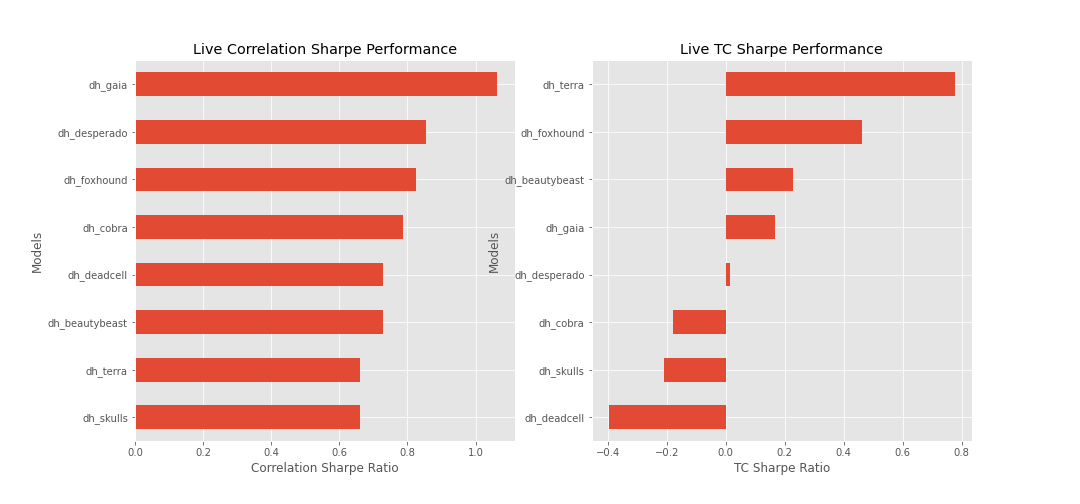 Live Correlation Sharpe Performance
Models
dh_gaia
dh_desperado
dh_foxhound
dh_cobra
dh_deadcell
dh_beautybeast
dh_terra
dh_skulls
0.0 0.2 0.4 0.6 0.8 1.0
Correlation Sharpe Ratio
Live TC Sharpe Performance
Models
dh_terra
dh_foxhound
dh_beautybeast
dh_gaia
dh_desperado
dh_cobra
dh_skulls
dh_deadcell
−0.4 −0.2 0.0 0.2 0.4 0.6 0.8
TC Sharpe Ratio